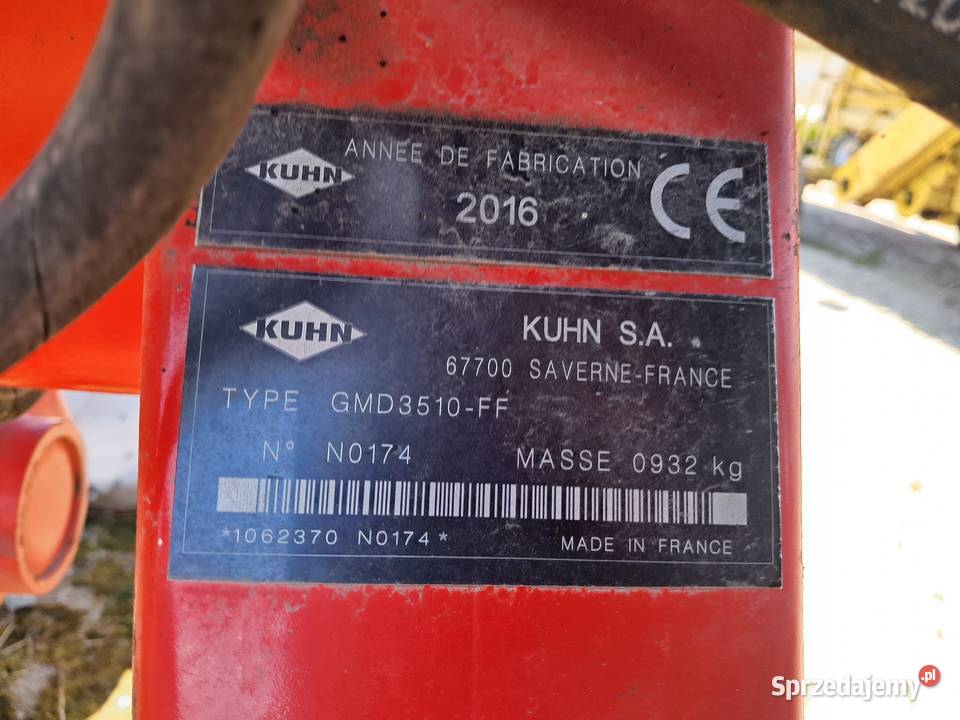 KUHN
ANNEE DE FABRICATION
2016
CE
KUHN
KUHN S.A.
67700 SAVERNE-FRANCE
TYPE GMD3510-FF
N° N0174 MASSE 0932 kg
*1062370 N0174*
MADE IN FRANCE
Sprzedajemy.pl